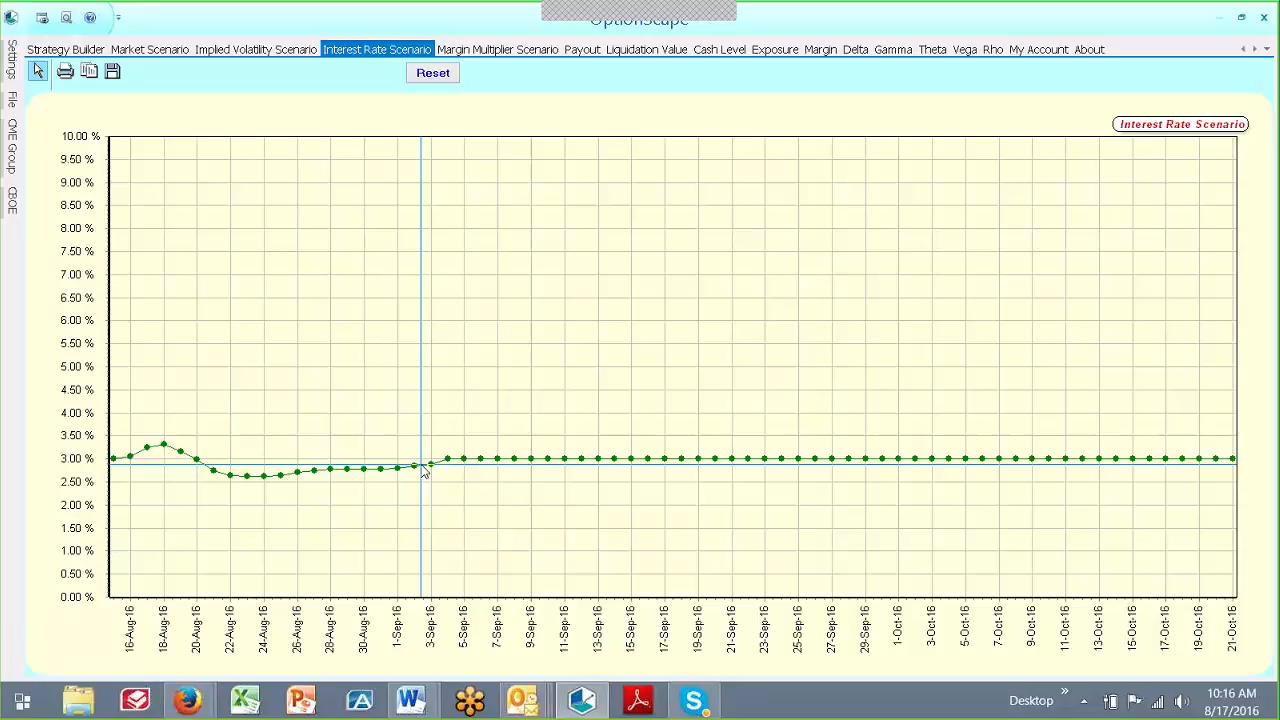 OptionScape
Strategy Builder Market Scenario Implied Volatility Scenario Interest Rate Scenario Margin Multiplier Scenario Payout Liquidation Value Cash Level Exposure Margin Delta Gamma Theta Vega Rho My Account About
Settings
File
CME Group
CBOE
Reset
Interest Rate Scenario
10.00 %
9.50 %
9.00 %
8.50 %
8.00 %
7.50 %
7.00 %
6.50 %
6.00 %
5.50 %
5.00 %
4.50 %
4.00 %
3.50 %
3.00 %
2.50 %
2.00 %
1.50 %
1.00 %
0.50 %
0.00 %
16-Aug-16
18-Aug-16
20-Aug-16
22-Aug-16
24-Aug-16
26-Aug-16
28-Aug-16
30-Aug-16
1-Sep-16
3-Sep-16
5-Sep-16
7-Sep-16
9-Sep-16
11-Sep-16
13-Sep-16
15-Sep-16
17-Sep-16
19-Sep-16
21-Sep-16
23-Sep-16
25-Sep-16
27-Sep-16
29-Sep-16
1-Oct-16
3-Oct-16
5-Oct-16
7-Oct-16
9-Oct-16
11-Oct-16
13-Oct-16
15-Oct-16
17-Oct-16
19-Oct-16
21-Oct-16
Desktop
10:16 AM
8/17/2016